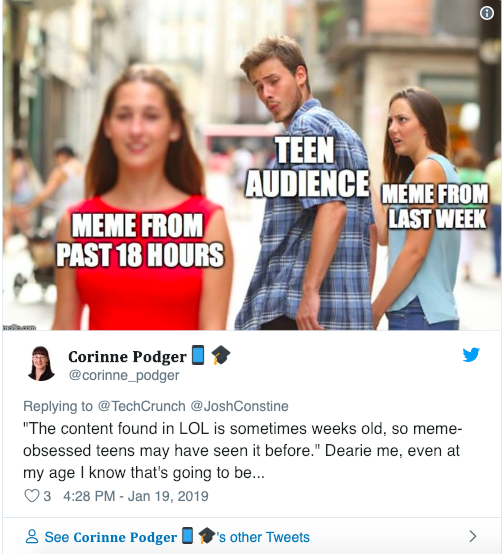 TEEN
AUDIENCE
MEME FROM
LAST WEEK
MEME FROM
PAST 18 HOURS
Corinne Podger
@corinne_podger
Replying to @TechCrunch @JoshConstine
"The content found in LOL is sometimes weeks old, so meme-
obsessed teens may have seen it before." Dearie me, even at
my age I know that's going to be...
3 4:28 PM - Jan 19, 2019
See Corinne Podger 📱🎓's other Tweets